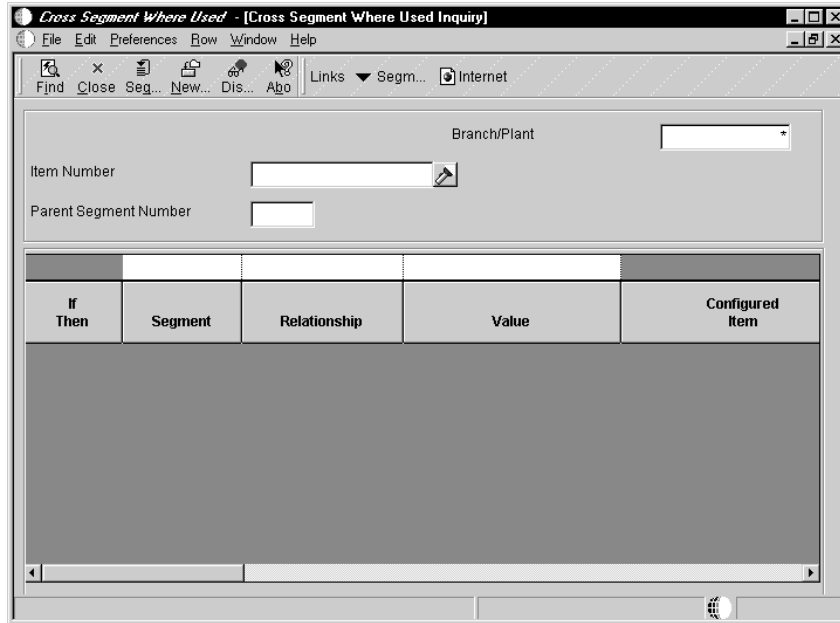 Cross Segment Where Used - [Cross Segment Where Used Inquiry]
File Edit Preferences Row Window Help
Find Close Seg... New... Dis... Abo Links Segm... Internet
Branch/Plant *
Item Number
Parent Segment Number
If Then Segment Relationship Value Configured Item